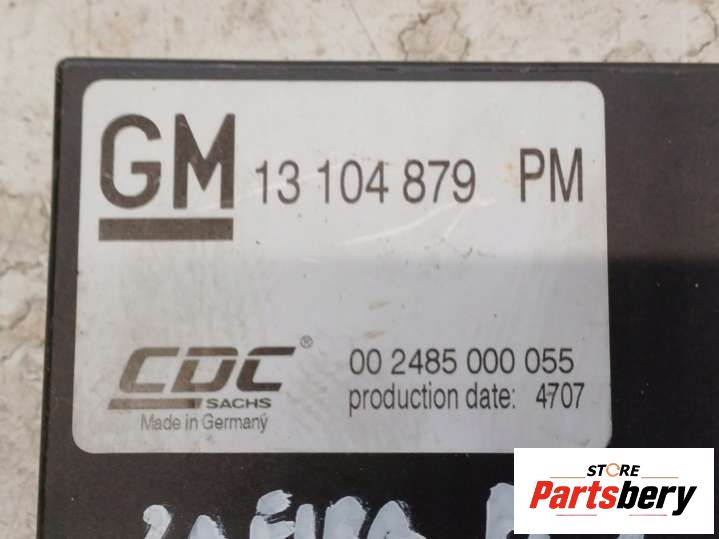 GM 13 104 879 PM
CDC® 00 2485 000 055
SACHS production date: 4707
Made in Germany
STORE
Partsbery